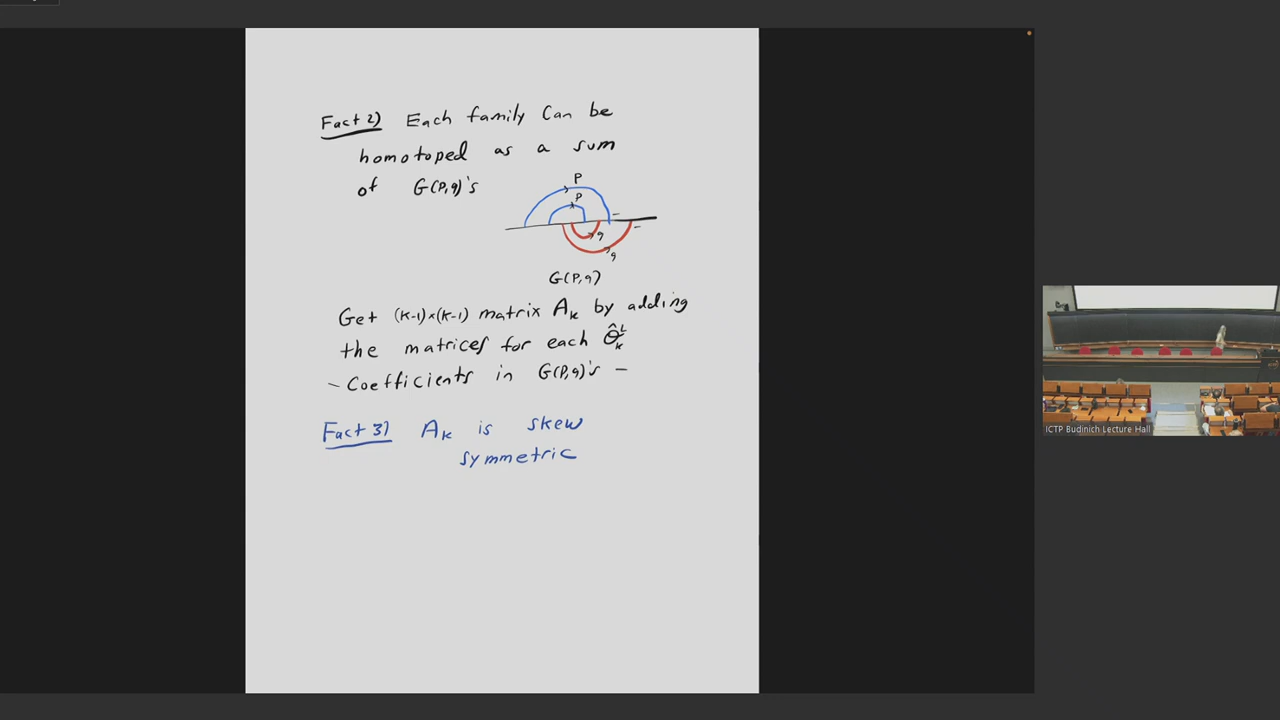 Fact 2) Each family Can be
homotoped as a sum
of G(P,q)'s
P
P
q
q
G(P,q)
Get (k-1)×(k-1) matrix A_k by adding
the matrices for each θ̂_k^L
- Coefficients in G(P,q)'s -
Fact 3) A_k is skew
symmetric
ICTP Budinich Lecture Hall